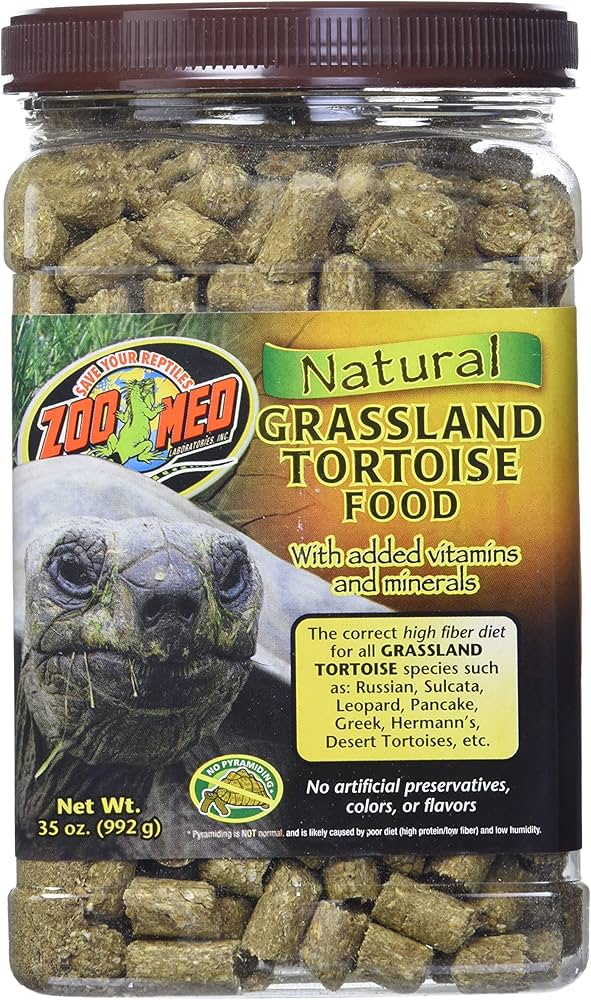 SAVE YOUR REPTILES
ZOO MED
LABORATORIES, INC.
Natural
GRASSLAND
TORTOISE
FOOD
With added vitamins
and minerals
The correct high fiber diet
for all GRASSLAND
TORTOISE species such
as: Russian, Sulcata,
Leopard, Pancake,
Greek, Hermann's,
Desert Tortoises, etc.
NO PYRAMIDING*
Net Wt.
35 oz. (992 g)
No artificial preservatives,
colors, or flavors
* Pyramiding is NOT normal, and is likely caused by poor diet (high protein/low fiber) and low humidity.